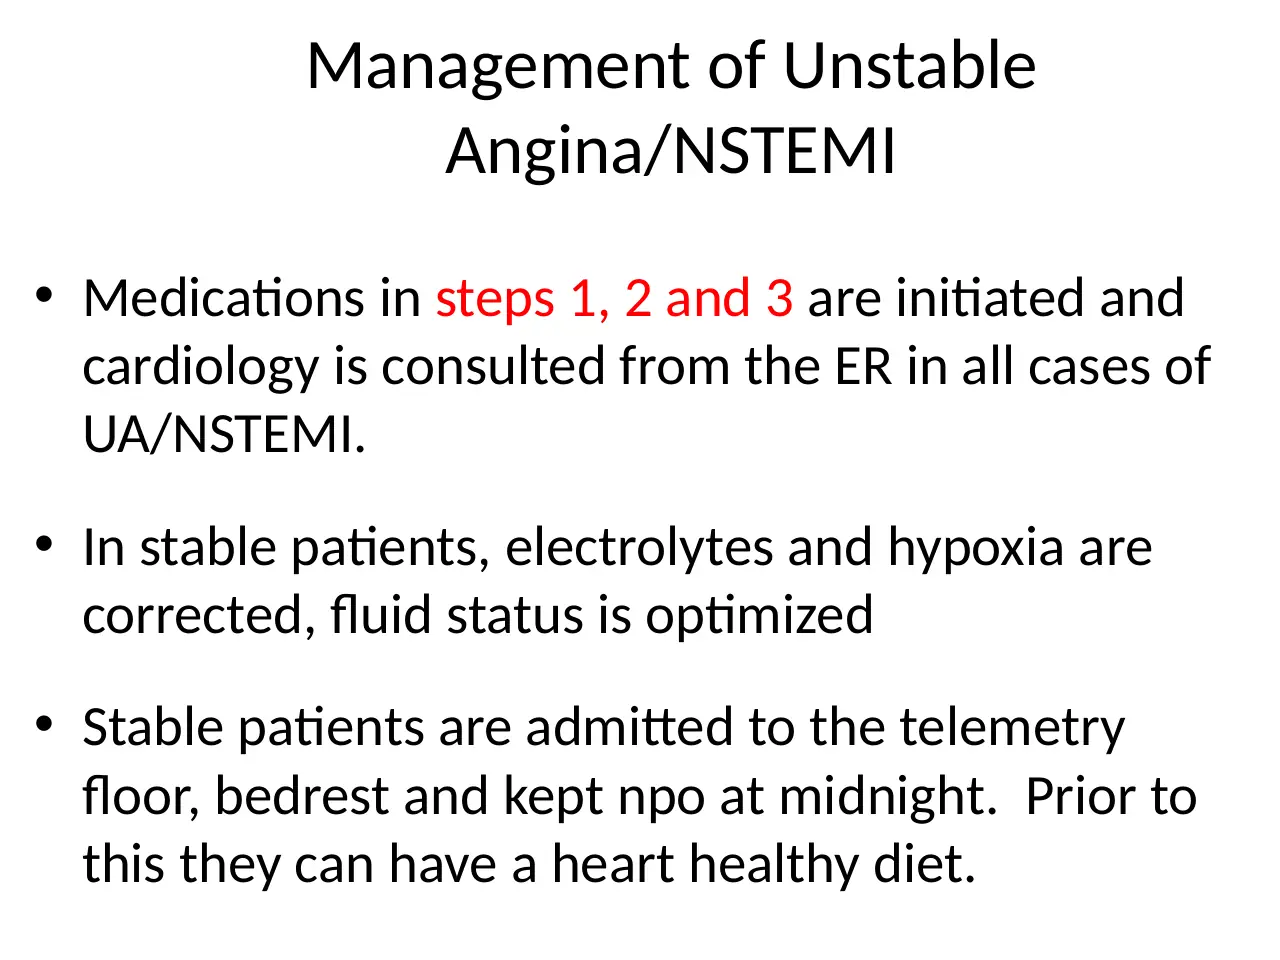 Management of Unstable
Angina/NSTEMI
• Medications in steps 1, 2 and 3 are initiated and
cardiology is consulted from the ER in all cases of
UA/NSTEMI.
• In stable patients, electrolytes and hypoxia are
corrected, fluid status is optimized
• Stable patients are admitted to the telemetry
floor, bedrest and kept npo at midnight.  Prior to
this they can have a heart healthy diet.